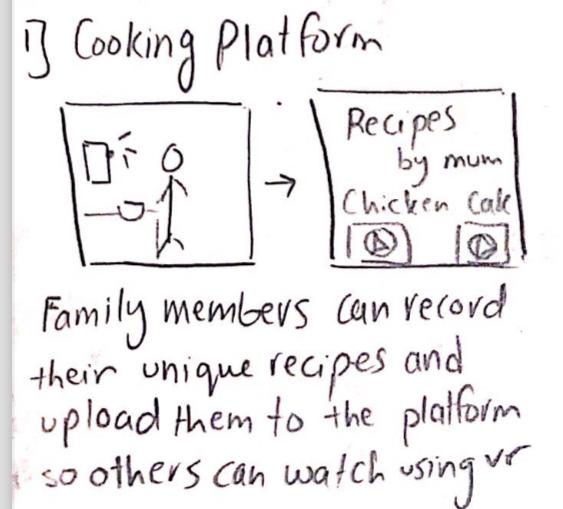 1] Cooking Platform
Recipes
by mum
Chicken Cake
Family members can record
their unique recipes and
upload them to the platform
so others can watch using vr